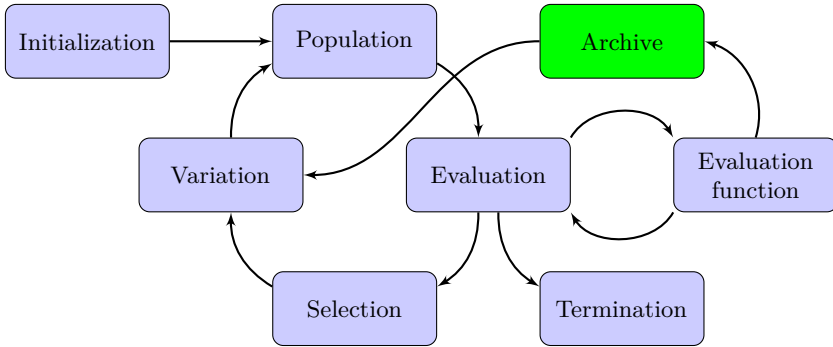 Initialization
Population
Archive
Variation
Evaluation
Evaluation
function
Selection
Termination